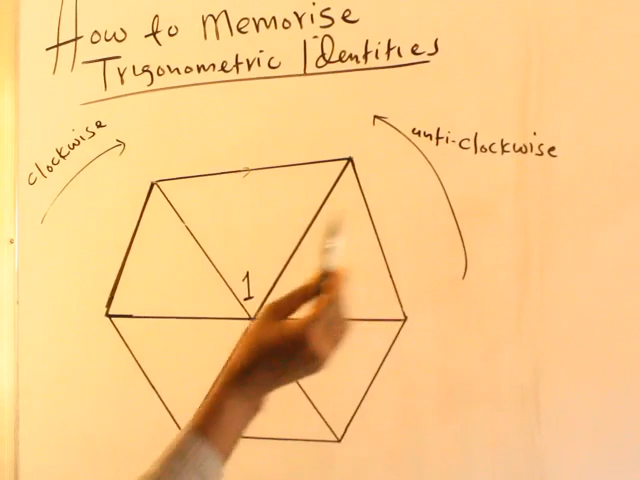 How to Memorise
Trigonometric Identities
clockwise
anti-clockwise
1